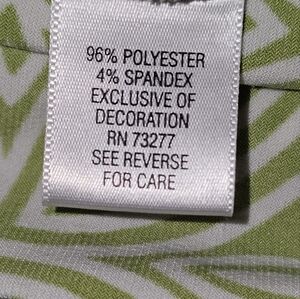 96% POLYESTER
4% SPANDEX
EXCLUSIVE OF
DECORATION
RN 73277
SEE REVERSE
FOR CARE